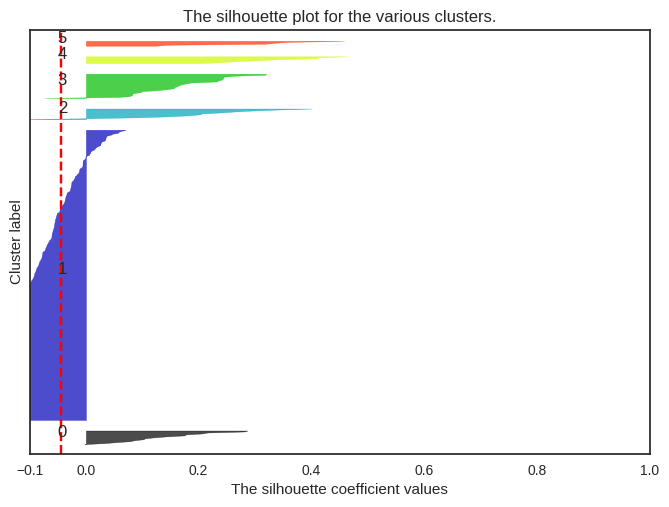 The silhouette plot for the various clusters.
5
4
3
2
1
0
Cluster label
−0.1 0.0 0.2 0.4 0.6 0.8 1.0
The silhouette coefficient values